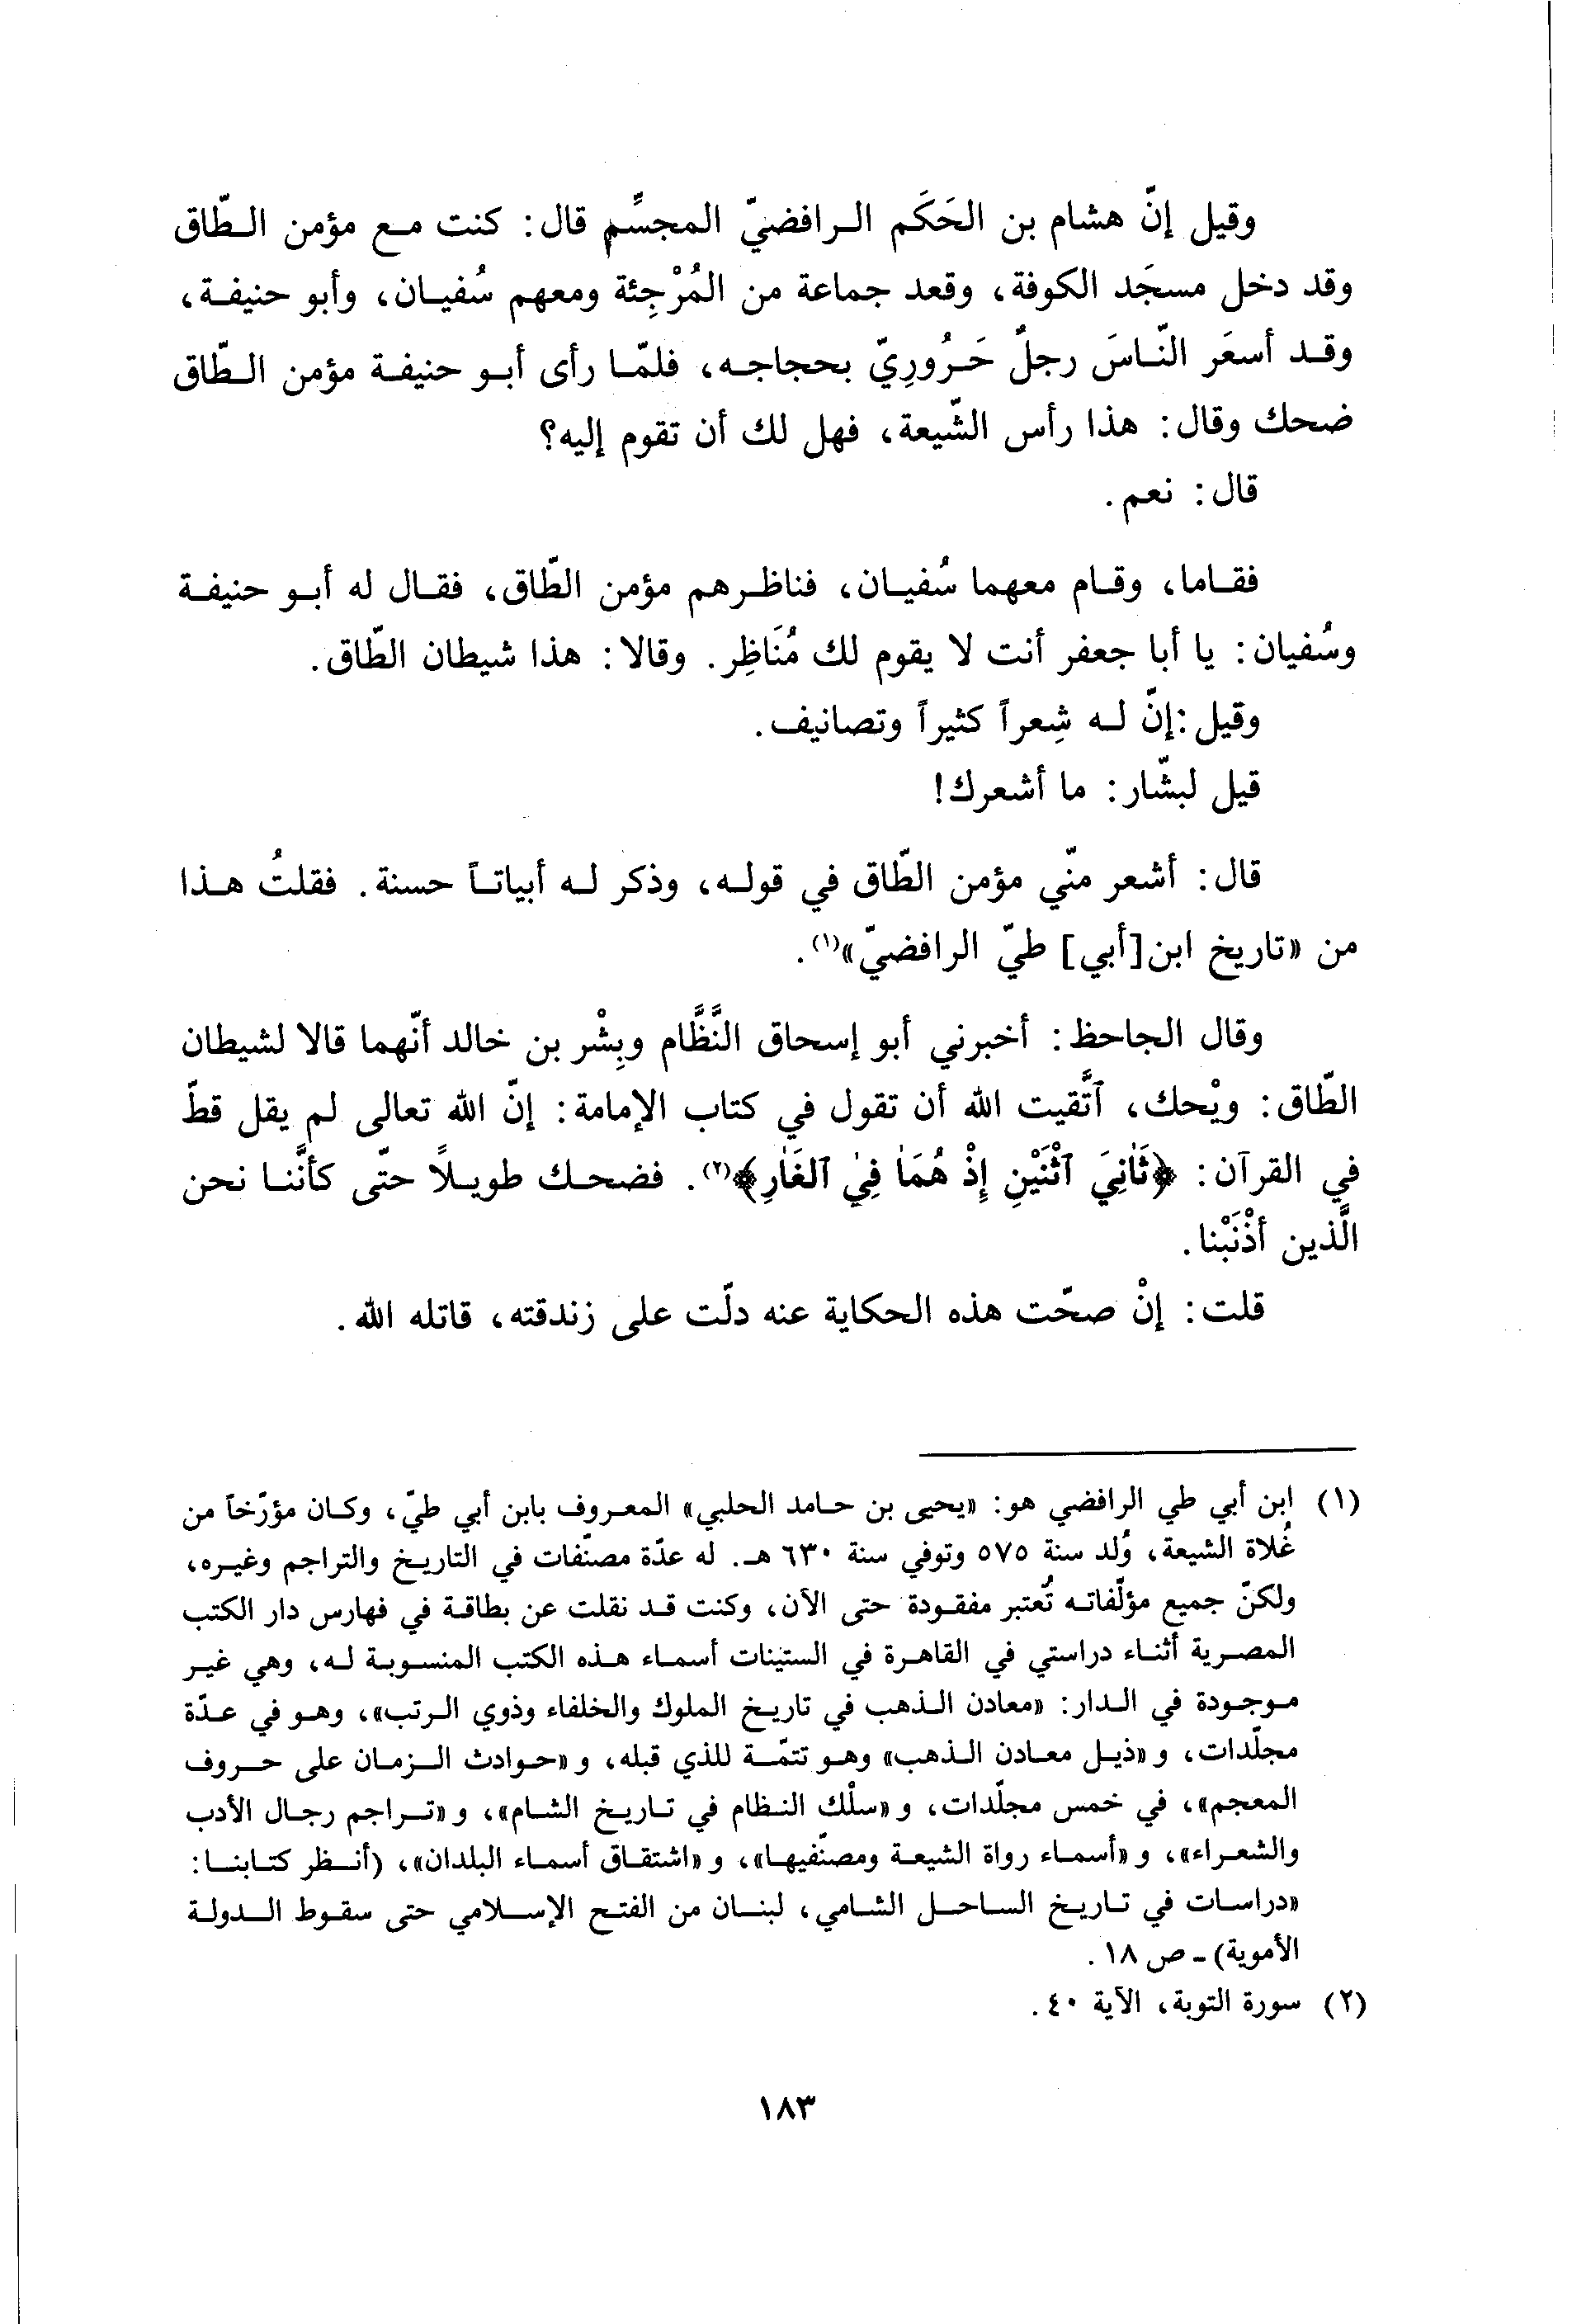 وقيل إنّ هشام بن الحَكَم الرافضيّ المجسِّم قال: كنت مع مؤمن الطّاق
وقد دخل مسجَد الكوفة، وقعد جماعة من المُرْجِئة ومعهم سُفيان، وأبو حنيفة،
وقد أسعَر النّاسَ رجلٌ حَرُورِيّ بحجاجه، فلمّا رأى أبو حنيفة مؤمن الطّاق
ضحك وقال: هذا رأس الشّيعة، فهل لك أن تقوم إليه؟
قال: نعم.
فقاما، وقام معهما سُفيان، فناظرهم مؤمن الطّاق، فقال له أبو حنيفة
وسُفيان: يا أبا جعفر أنت لا يقوم لك مُنَاظِر. وقالا: هذا شيطان الطّاق.
وقيل: إنّ له شِعراً كثيراً وتصانيف.
قيل لبشّار: ما أشعرك!
قال: أشعر منّي مؤمن الطّاق في قوله، وذكر له أبياتاً حسنة. فقلتُ هذا
من «تاريخ ابن[أبي] طيّ الرافضيّ»(١).
وقال الجاحظ: أخبرني أبو إسحاق النَّظَّام وبِشْر بن خالد أنّهما قالا لشيطان
الطّاق: ويْحك، ٱتَّقيت الله أن تقول في كتاب الإمامة: إنّ الله تعالى لم يقل قطّ
في القرآن: ﴿ثَانِيَ ٱثْنَيْنِ إِذْ هُمَا فِي ٱلغَارِ﴾(٢). فضحك طويلاً حتّى كأنَّنا نحن
الَّذين أذْنَبْنا.
قلت: إنْ صحّت هذه الحكاية عنه دلّت على زندقته، قاتله الله.
(١) ابن أبي طي الرافضي هو: «يحيى بن حامد الحلبي» المعروف بابن أبي طيّ، وكان مؤرّخاً من
غُلاة الشيعة، وُلد سنة ٥٧٥ وتوفي سنة ٦٣٠ هـ. له عدّة مصنّفات في التاريخ والتراجم وغيره،
ولكنّ جميع مؤلّفاته تُعتبر مفقودة حتى الآن، وكنت قد نقلت عن بطاقة في فهارس دار الكتب
المصرية أثناء دراستي في القاهرة في الستينات أسماء هذه الكتب المنسوبة له، وهي غير
موجودة في الدار: «معادن الذهب في تاريخ الملوك والخلفاء وذوي الرتب»، وهو في عدّة
مجلّدات، و «ذيل معادن الذهب» وهو تتمّة للذي قبله، و «حوادث الزمان على حروف
المعجم»، في خمس مجلّدات، و «سلْك النظام في تاريخ الشام»، و «تراجم رجال الأدب
والشعراء»، و «أسماء رواة الشيعة ومصنّفيها»، و «اشتقاق أسماء البلدان»، (أنظر كتابنا:
«دراسات في تاريخ الساحل الشامي، لبنان من الفتح الإسلامي حتى سقوط الدولة
الأموية) - ص ١٨.
(٢) سورة التوبة، الآية ٤٠.
١٨٣